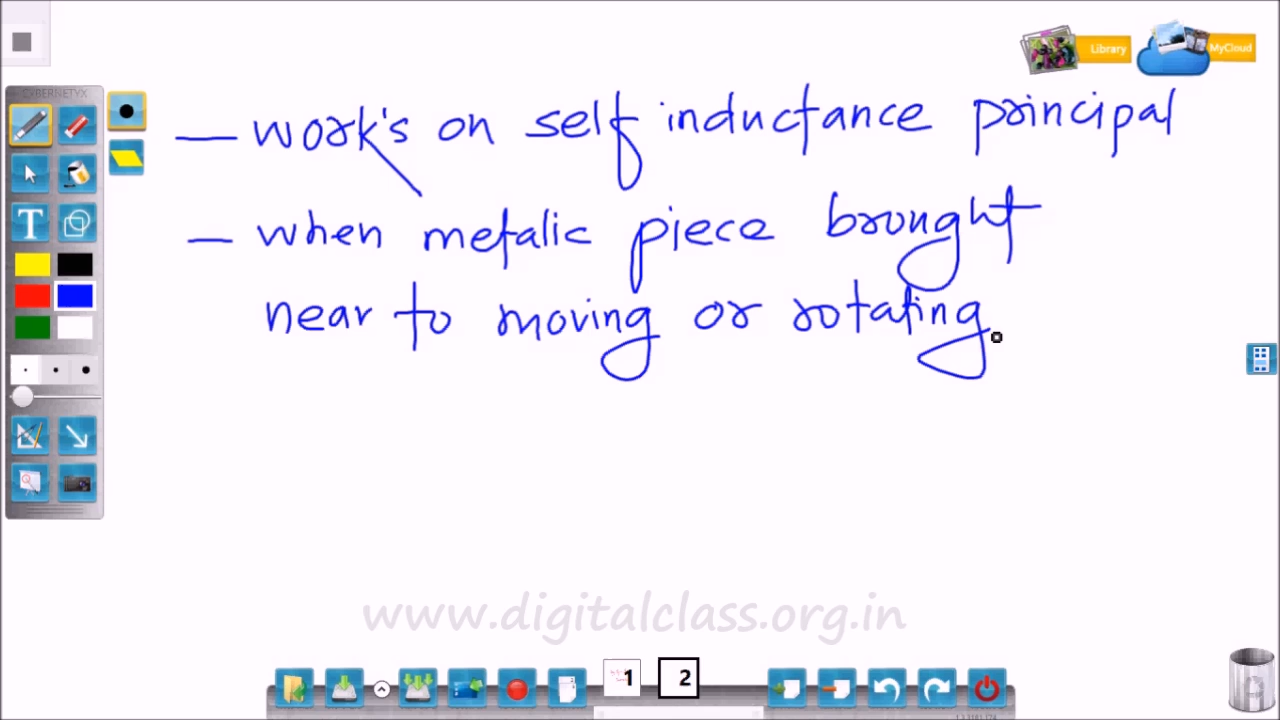 Library
MyCloud
CYBERNETYX
— work's on self inductance principal
— when metalic piece brought
near to moving or rotating
T
www.digitalclass.org.in
1 2